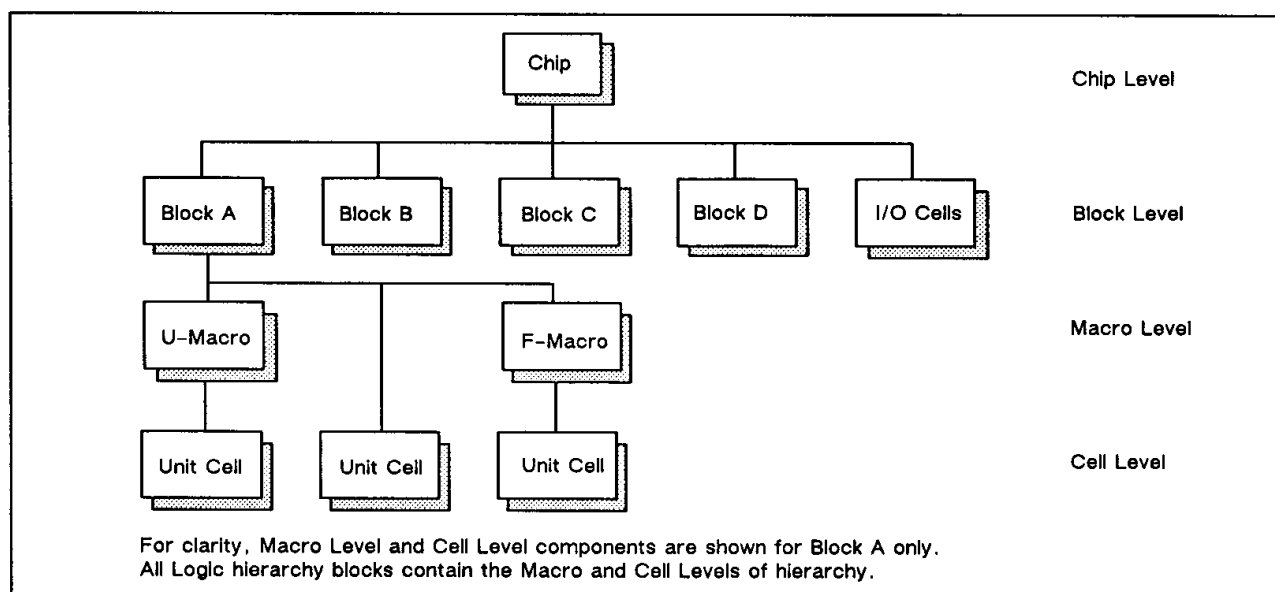 Chip
Chip Level
Block A
Block B
Block C
Block D
I/O Cells
Block Level
U-Macro
F-Macro
Macro Level
Unit Cell
Unit Cell
Unit Cell
Cell Level
For clarity, Macro Level and Cell Level components are shown for Block A only.
All Logic hierarchy blocks contain the Macro and Cell Levels of hierarchy.